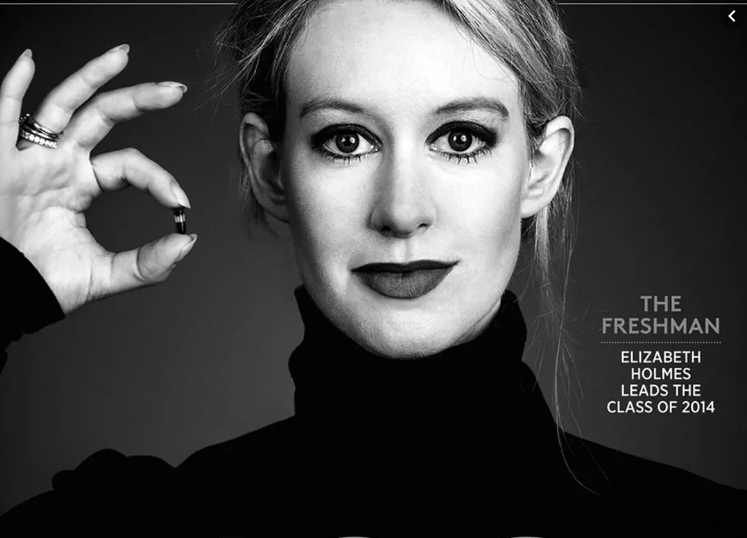 THE
FRESHMAN
ELIZABETH
HOLMES
LEADS THE
CLASS OF 2014